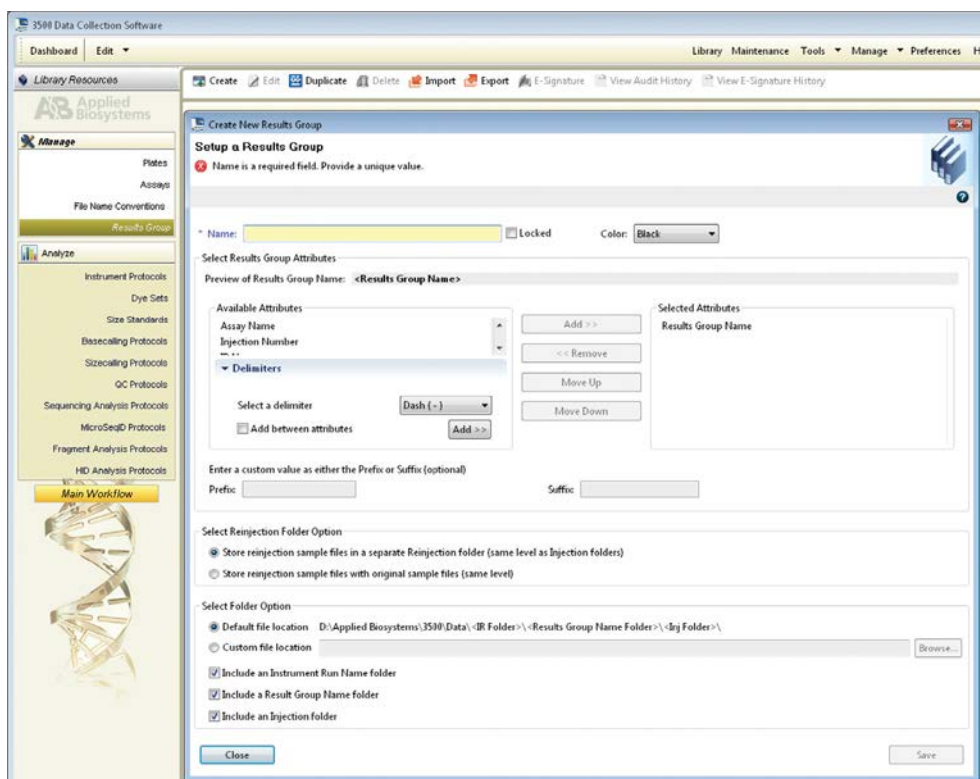 3500 Data Collection Software
Dashboard Edit
Library Maintenance Tools Manage Preferences
Library Resources
Create Edit Duplicate Delete Import Export E-Signature View Audit History View E-Signature History
AB Applied Biosystems
Manage
Plates
Assays
File Name Conventions
Results Group
Analyze
Instrument Protocols
Dye Sets
Size Standards
Basecalling Protocols
Sizecalling Protocols
QC Protocols
Sequencing Analysis Protocols
MicroSeqID Protocols
Fragment Analysis Protocols
HID Analysis Protocols
Main Workflow
Create New Results Group
Setup a Results Group
Name is a required field. Provide a unique value.
* Name: Locked Color: Black
Select Results Group Attributes
Preview of Results Group Name: <Results Group Name>
Available Attributes
Assay Name
Injection Number
Delimiters
Select a delimiter Dash ( - )
Add between attributes Add >>
Add >>
<< Remove
Move Up
Move Down
Selected Attributes
Results Group Name
Enter a custom value as either the Prefix or Suffix (optional)
Prefix: Suffix:
Select Reinjection Folder Option
Store reinjection sample files in a separate Reinjection folder (same level as Injection folders)
Store reinjection sample files with original sample files (same level)
Select Folder Option
Default file location D:\Applied Biosystems\3500\Data\<IR Folder>\<Results Group Name Folder>\<Inj Folder>\
Custom file location Browse...
Include an Instrument Run Name folder
Include a Result Group Name folder
Include an Injection folder
Close Save